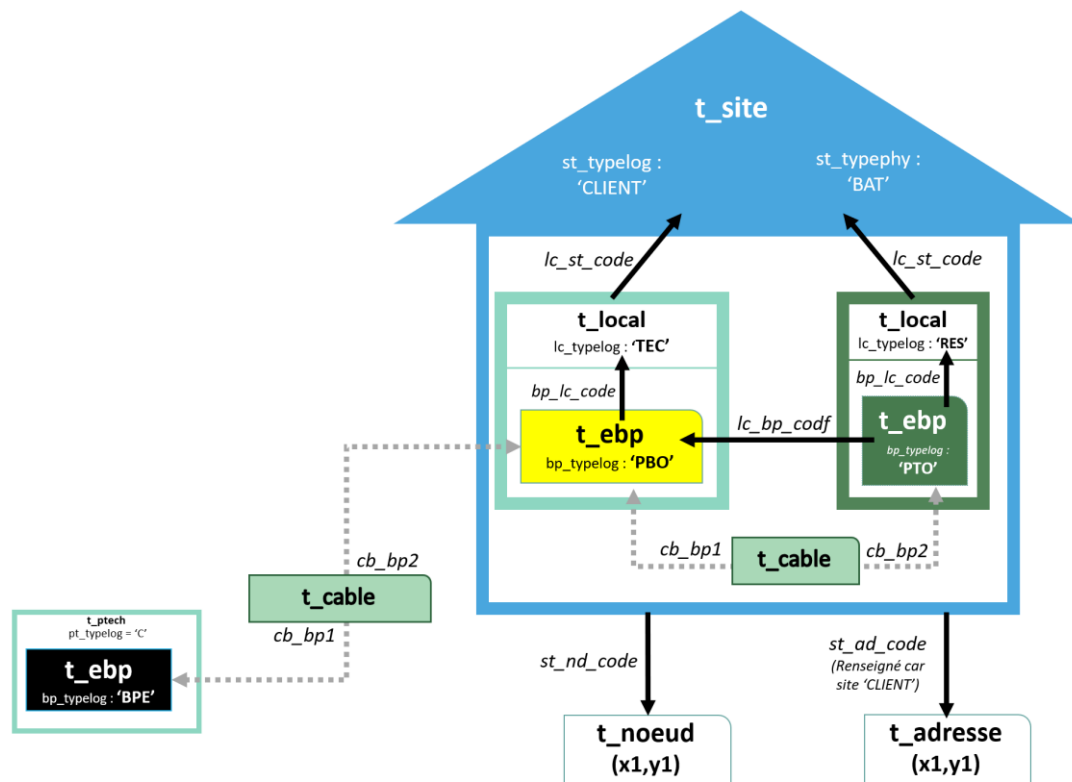 t_site
st_typelog :
‘CLIENT’
st_typephy :
‘BAT’
lc_st_code
lc_st_code
t_local
lc_typelog : ‘TEC’
t_local
lc_typelog : ‘RES’
bp_lc_code
bp_lc_code
t_ebp
bp_typelog : ‘PBO’
lc_bp_codf
t_ebp
bp_typelog :
‘PTO’
cb_bp1
t_cable
cb_bp2
cb_bp2
t_cable
cb_bp1
t_ptech
pt_typelog = ‘C’
t_ebp
bp_typelog : ‘BPE’
st_nd_code
st_ad_code
(Renseigné car
site ‘CLIENT’)
t_noeud
(x1,y1)
t_adresse
(x1,y1)